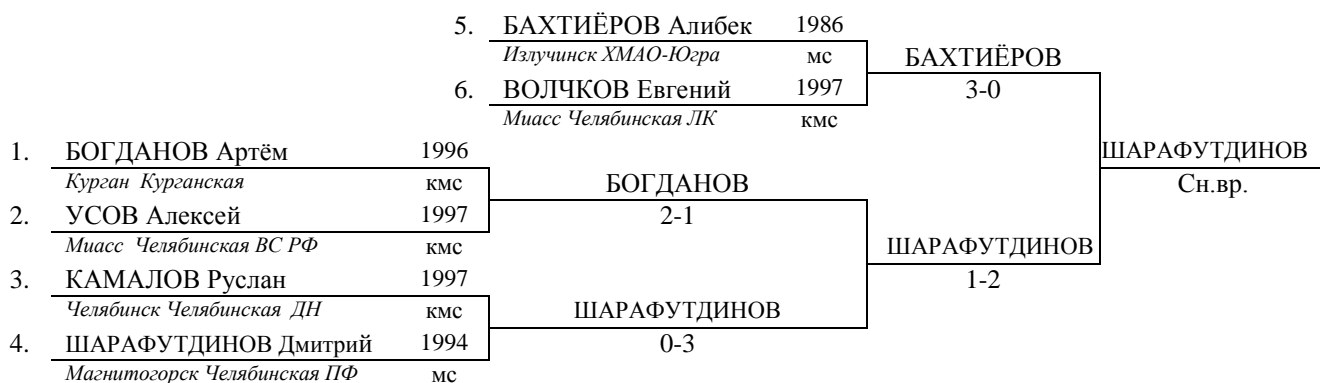 5. БАХТИЁРОВ Алибек 1986
Излучинск ХМАО-Югра мс
БАХТИЁРОВ
6. ВОЛЧКОВ Евгений 1997
3-0
Миасс Челябинская ЛК кмс
1. БОГДАНОВ Артём 1996
ШАРАФУТДИНОВ
Курган Курганская кмс
БОГДАНОВ
Сн.вр.
2. УСОВ Алексей 1997
2-1
Миасс Челябинская ВС РФ кмс
ШАРАФУТДИНОВ
3. КАМАЛОВ Руслан 1997
1-2
Челябинск Челябинская ДН кмс
ШАРАФУТДИНОВ
4. ШАРАФУТДИНОВ Дмитрий 1994
0-3
Магнитогорск Челябинская ПФ мс